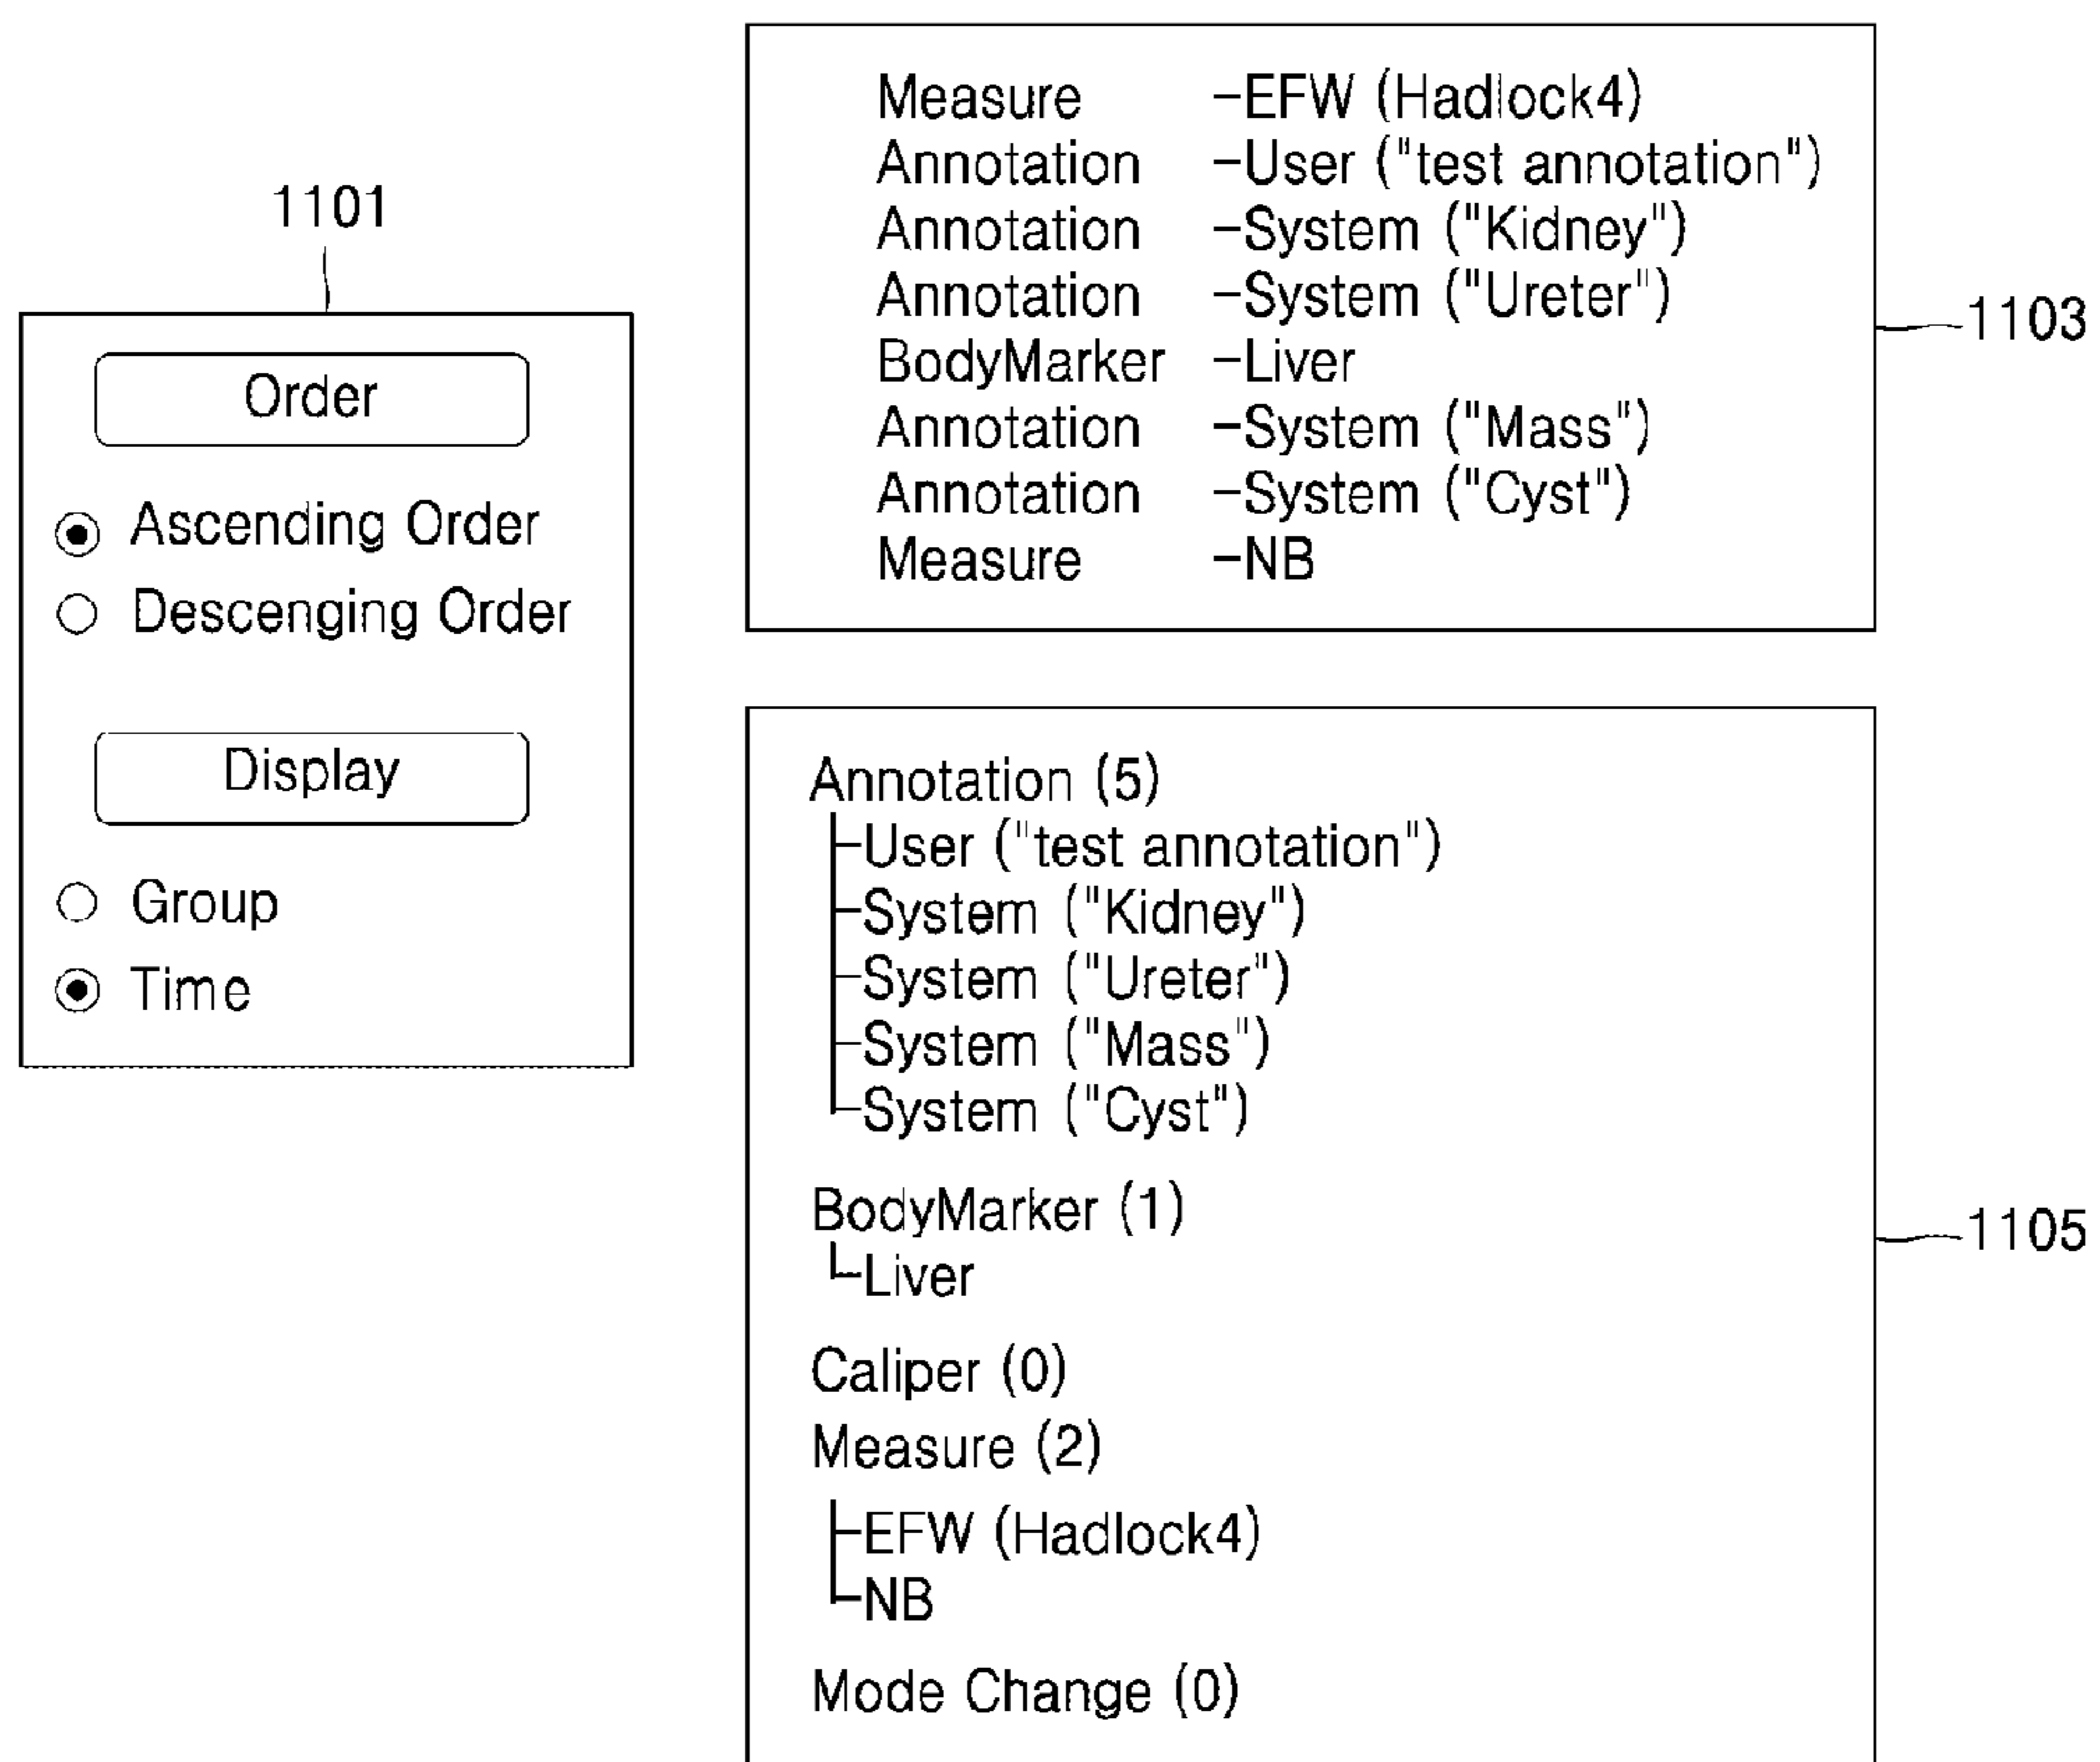 1101
Order
Ascending Order
Descenging Order
Display
Group
Time
Measure -EFW (Hadlock4)
Annotation -User ("test annotation")
Annotation -System ("Kidney")
Annotation -System ("Ureter")
BodyMarker -Liver
Annotation -System ("Mass")
Annotation -System ("Cyst")
Measure -NB
1103
Annotation (5)
User ("test annotation")
System ("Kidney")
System ("Ureter")
System ("Mass")
System ("Cyst")
BodyMarker (1)
Liver
Caliper (0)
Measure (2)
EFW (Hadlock4)
NB
Mode Change (0)
1105